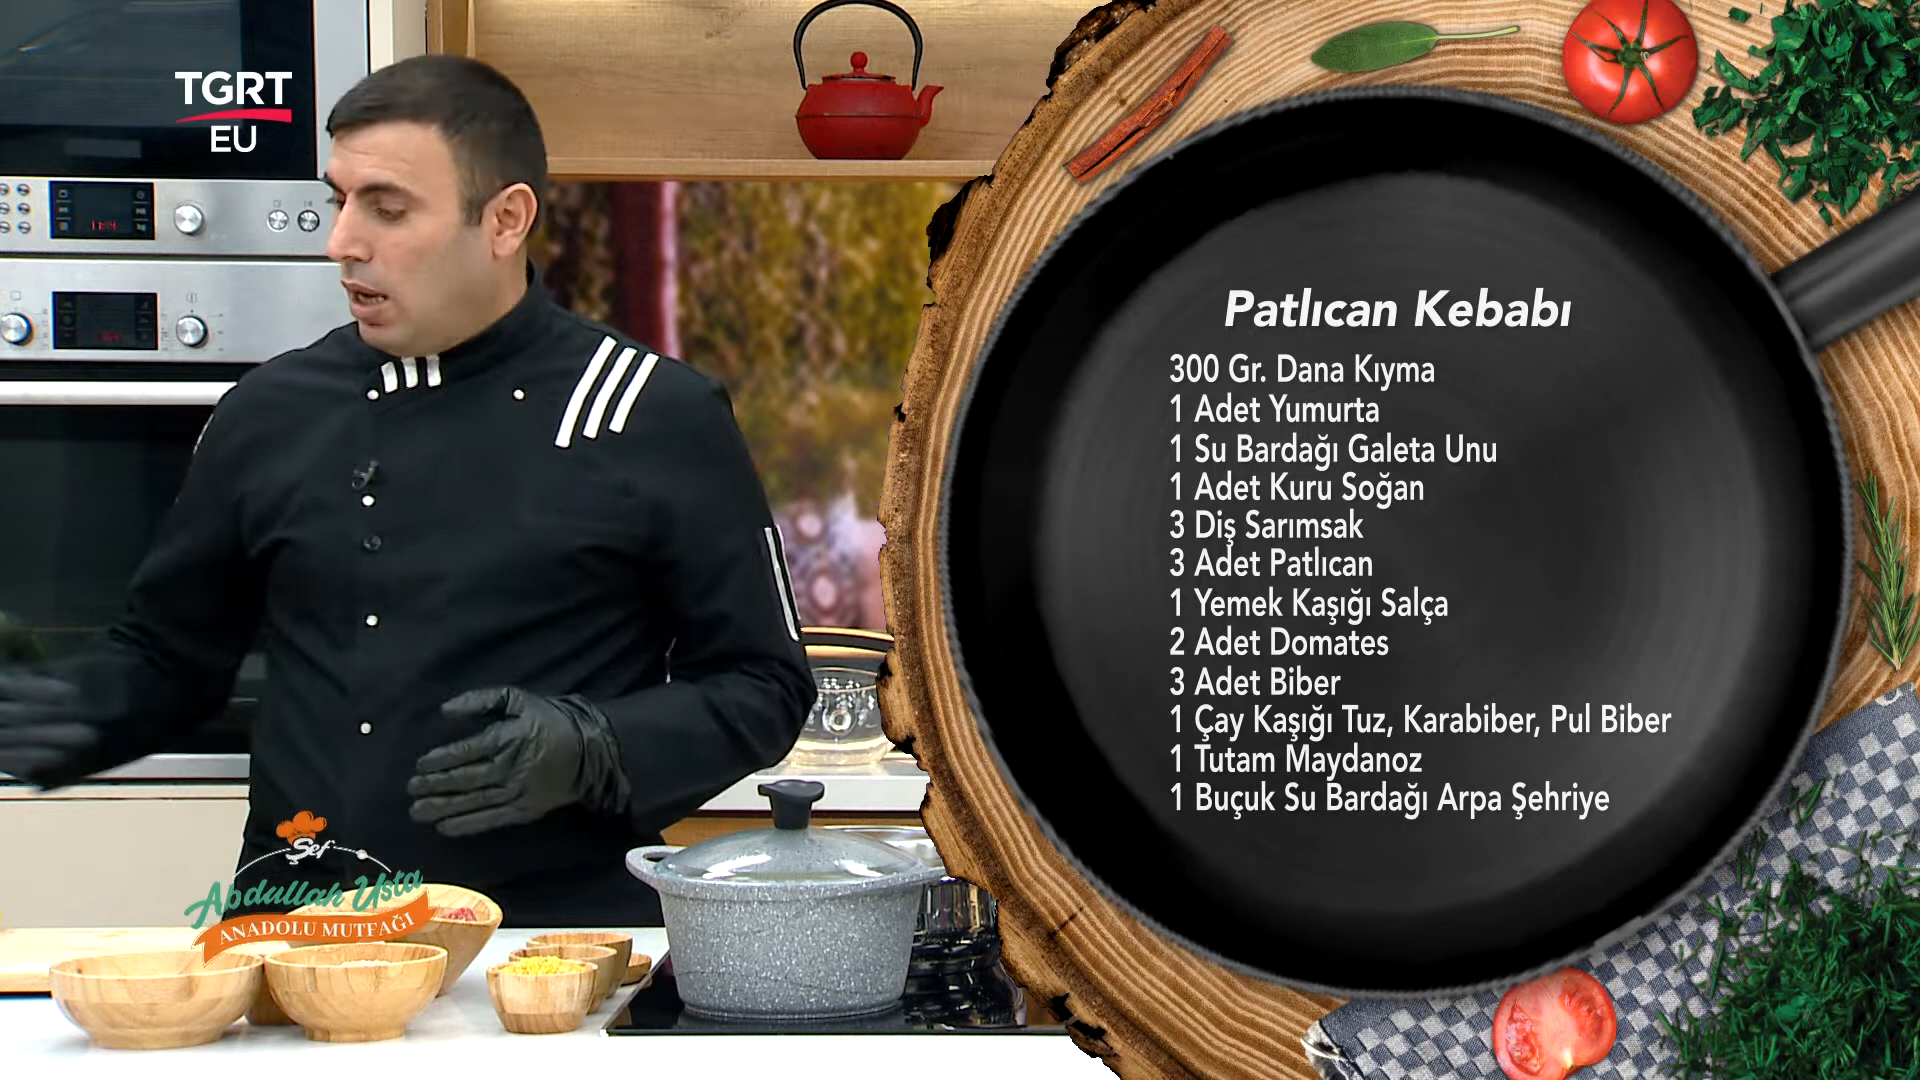 TGRT
EU
Patlıcan Kebabı
300 Gr. Dana Kıyma
1 Adet Yumurta
1 Su Bardağı Galeta Unu
1 Adet Kuru Soğan
3 Diş Sarımsak
3 Adet Patlıcan
1 Yemek Kaşığı Salça
2 Adet Domates
3 Adet Biber
1 Çay Kaşığı Tuz, Karabiber, Pul Biber
1 Tutam Maydanoz
1 Buçuk Su Bardağı Arpa Şehriye
Şef
Abdullah Usta
ANADOLU MUTFAĞI